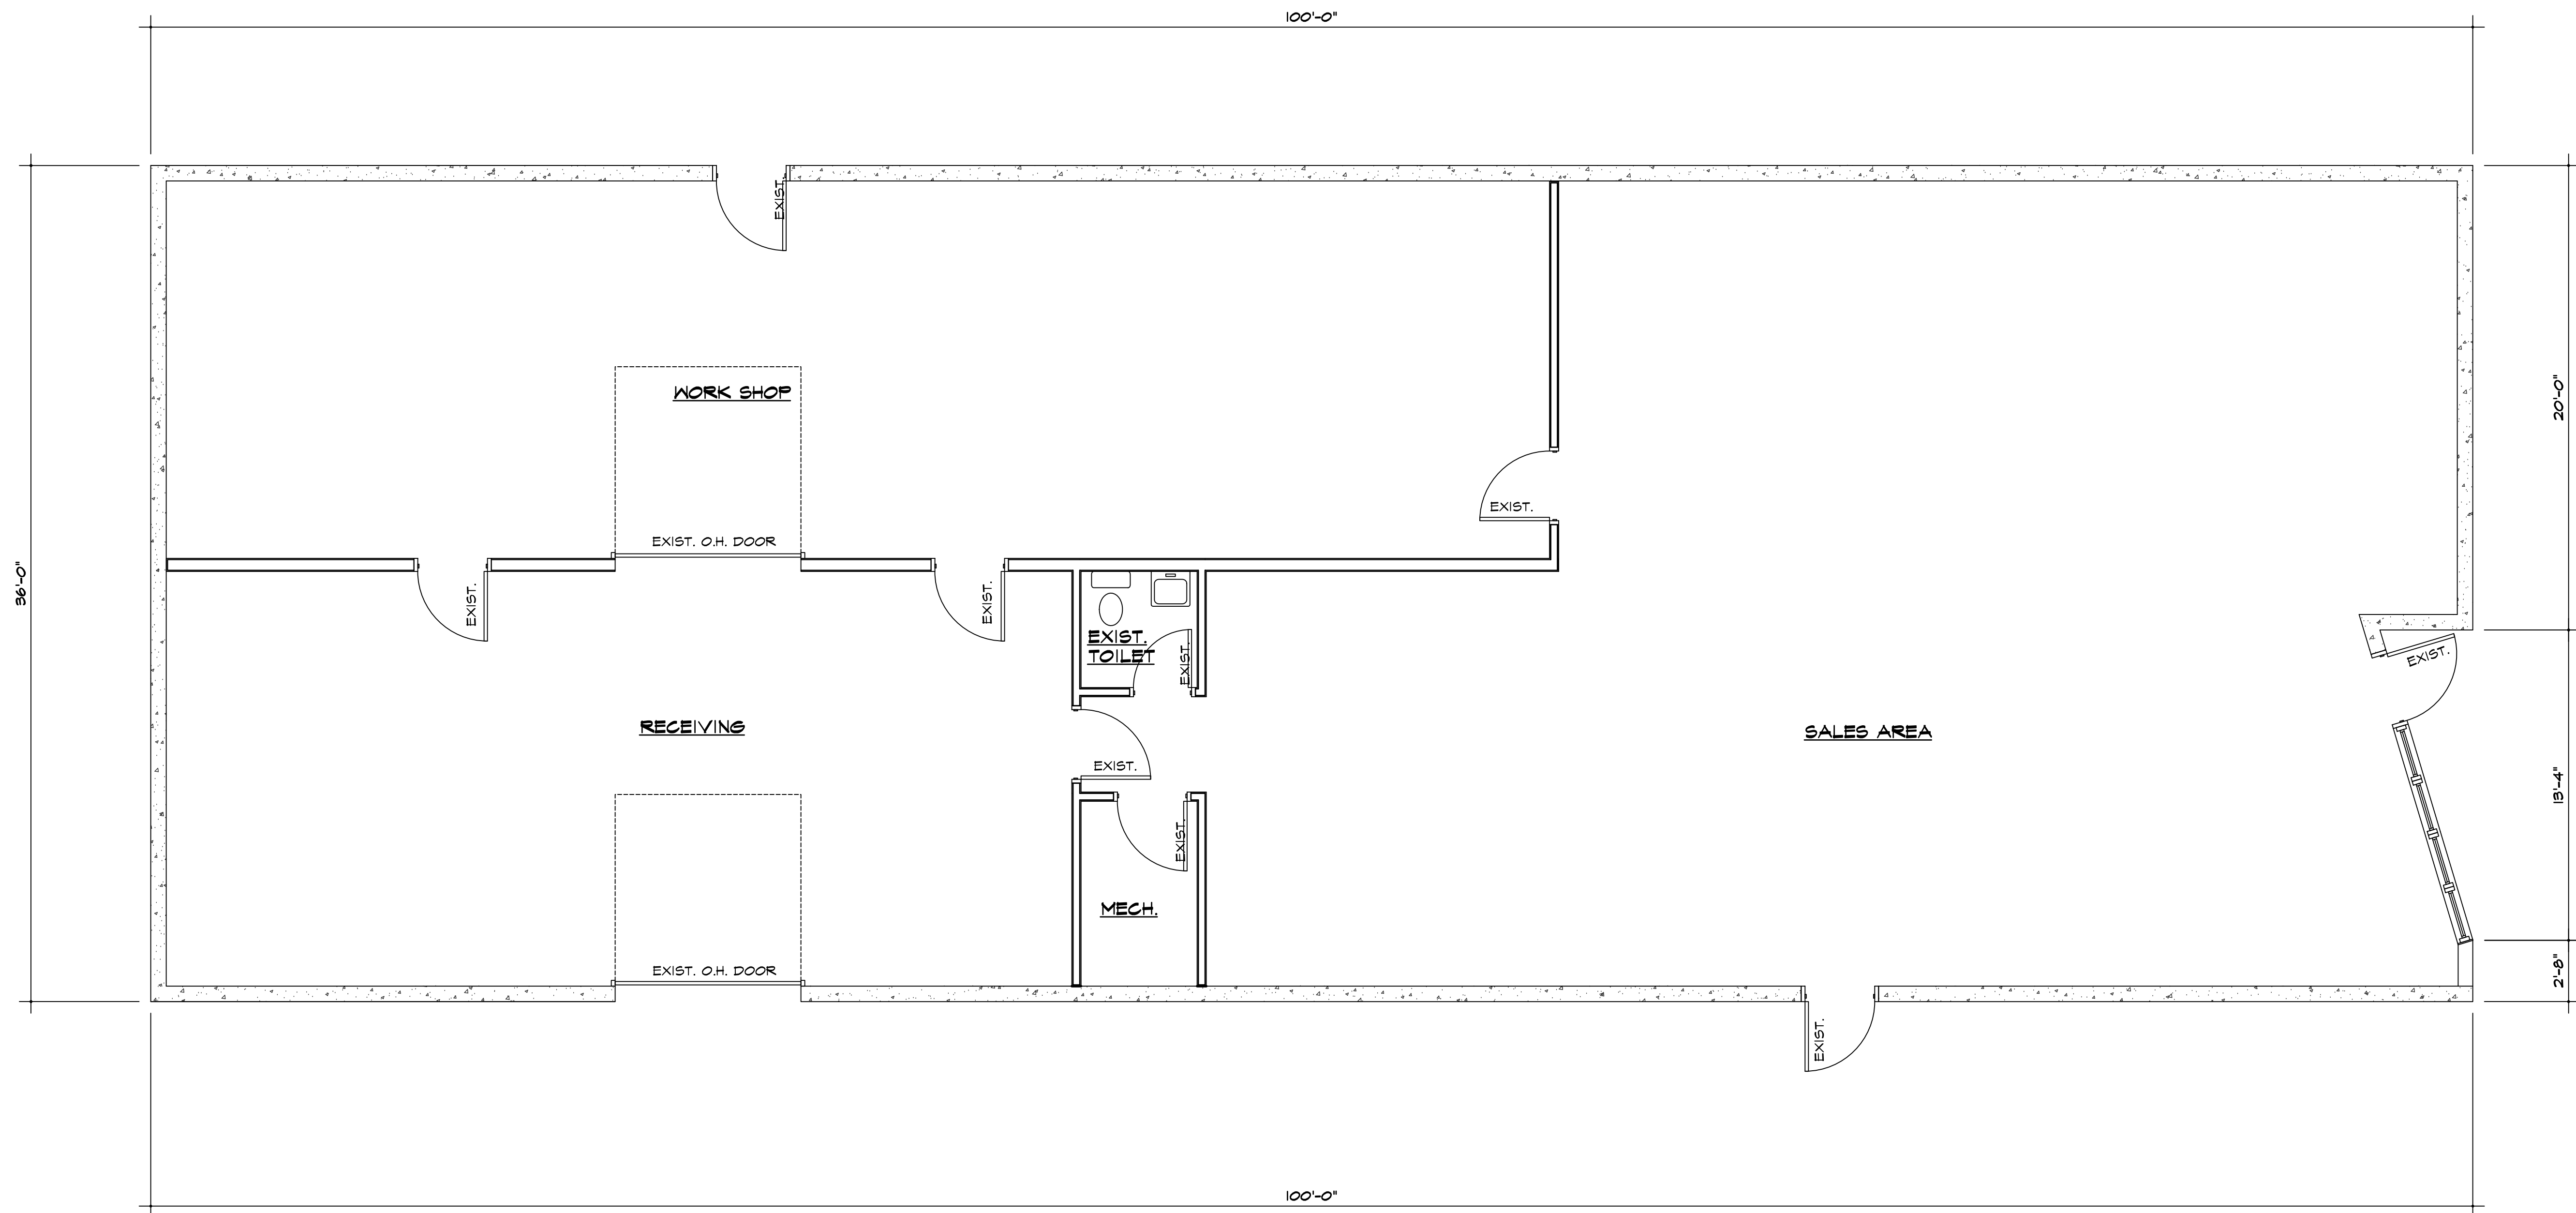 100'-0"
EXIST.
WORK SHOP
20'-0"
EXIST.
EXIST. O.H. DOOR
36'-0"
EXIST.
EXIST.
EXIST.
TOILET
EXIST.
EXIST.
RECEIVING
SALES AREA
EXIST.
13'-4"
EXIST.
MECH.
EXIST. O.H. DOOR
2'-8"
EXIST.
100'-0"